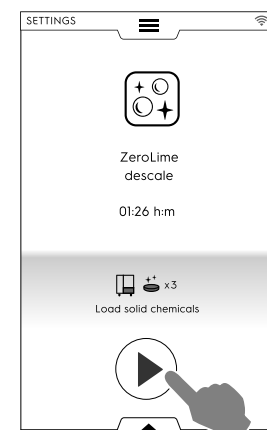 SETTINGS
ZeroLime
descale
01:26 h:m
x3
Load solid chemicals